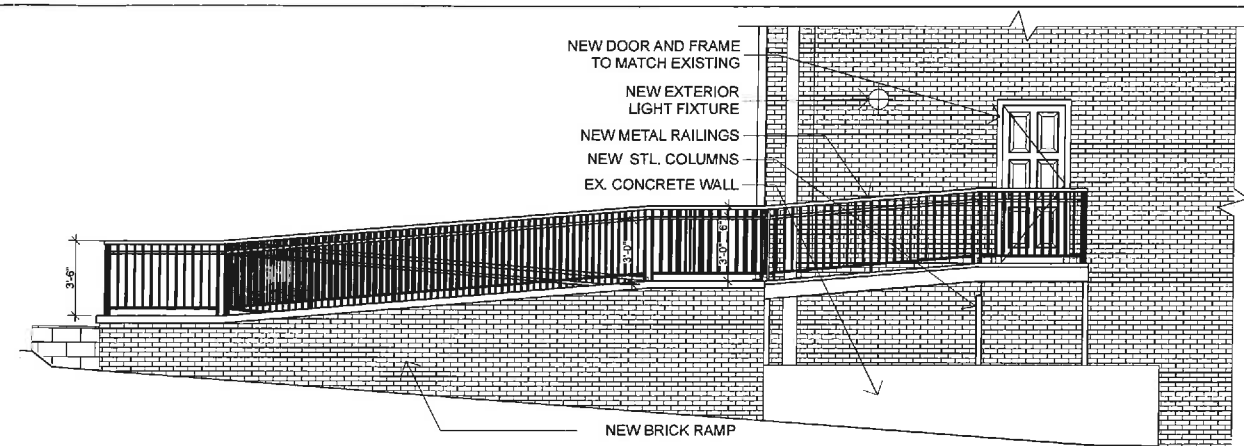 NEW DOOR AND FRAME
TO MATCH EXISTING
NEW EXTERIOR
LIGHT FIXTURE
NEW METAL RAILINGS
NEW STL. COLUMNS
EX. CONCRETE WALL
3'-6"
3'-0"
3'-0"
6"
NEW BRICK RAMP